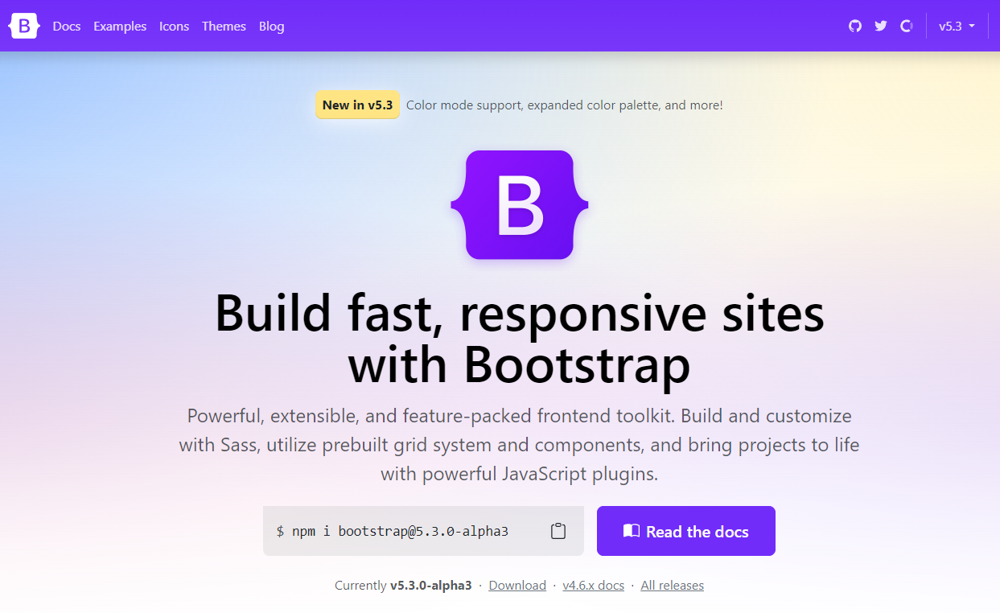 B Docs Examples Icons Themes Blog v5.3
New in v5.3 Color mode support, expanded color palette, and more!
B
Build fast, responsive sites
with Bootstrap
Powerful, extensible, and feature-packed frontend toolkit. Build and customize
with Sass, utilize prebuilt grid system and components, and bring projects to life
with powerful JavaScript plugins.
$ npm i bootstrap@5.3.0-alpha3 Read the docs
Currently v5.3.0-alpha3 · Download · v4.6.x docs · All releases